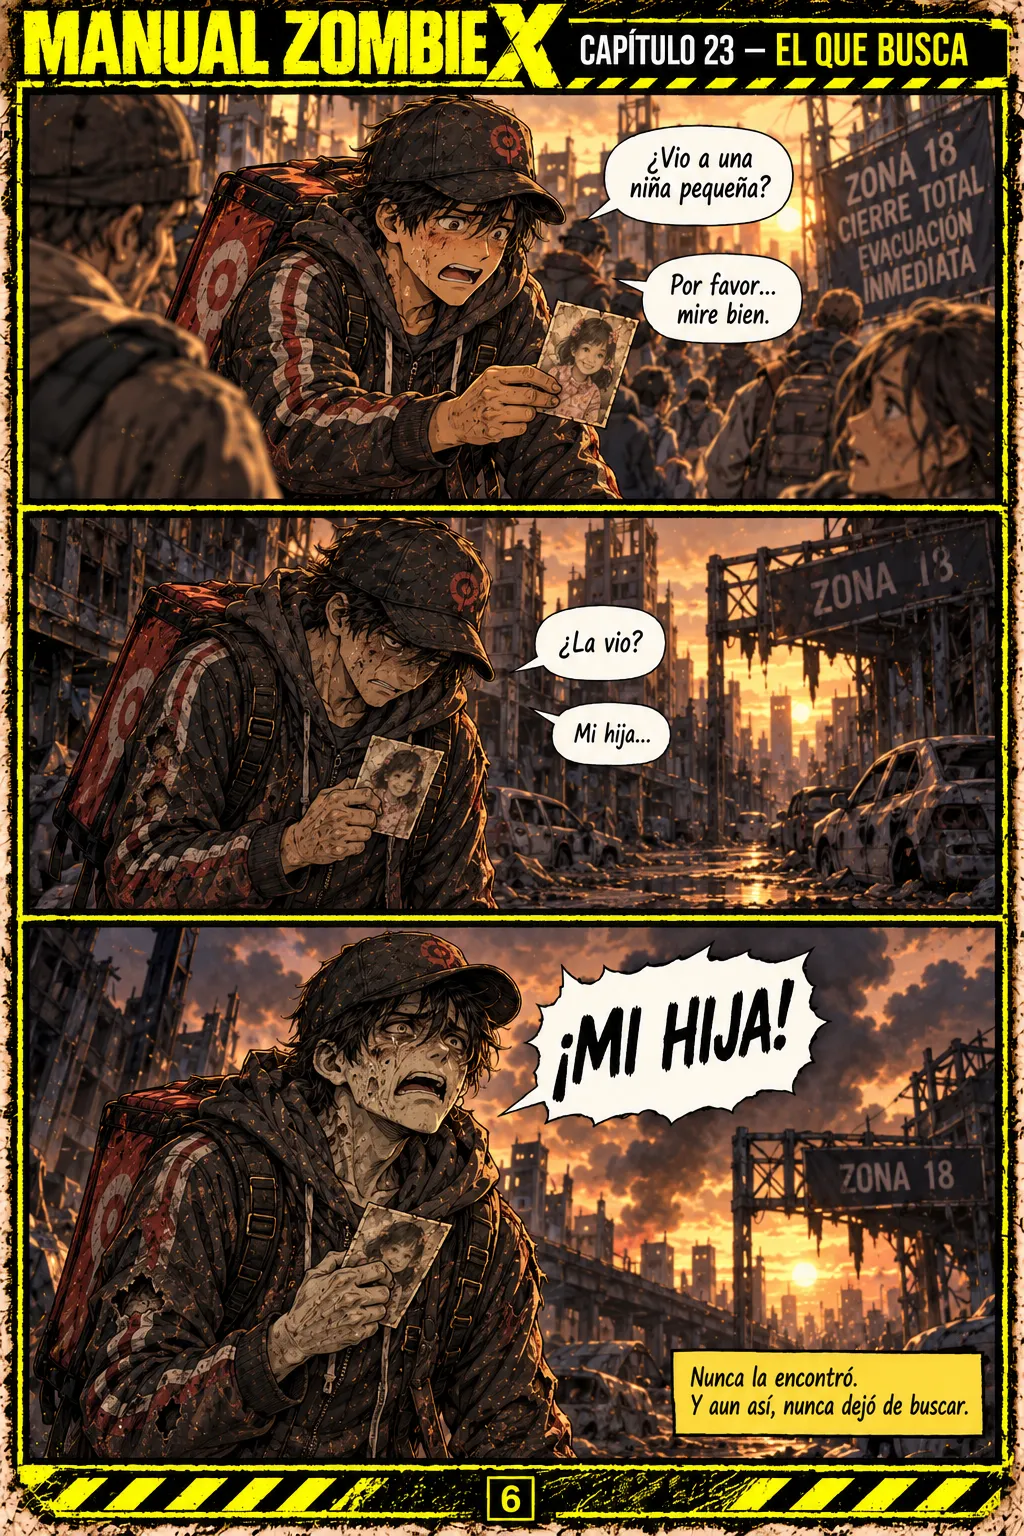 MANUAL ZOMBIE X
CAPÍTULO 23 – EL QUE BUSCA
¿Vio a una
niña pequeña?
Por favor...
mire bien.
ZONA 18
CIERRE TOTAL
EVACUACIÓN
INMEDIATA
ZONA 18
¿La vio?
Mi hija...
¡MI HIJA!
ZONA 18
Nunca la encontró.
Y aun así, nunca dejó de buscar.
6